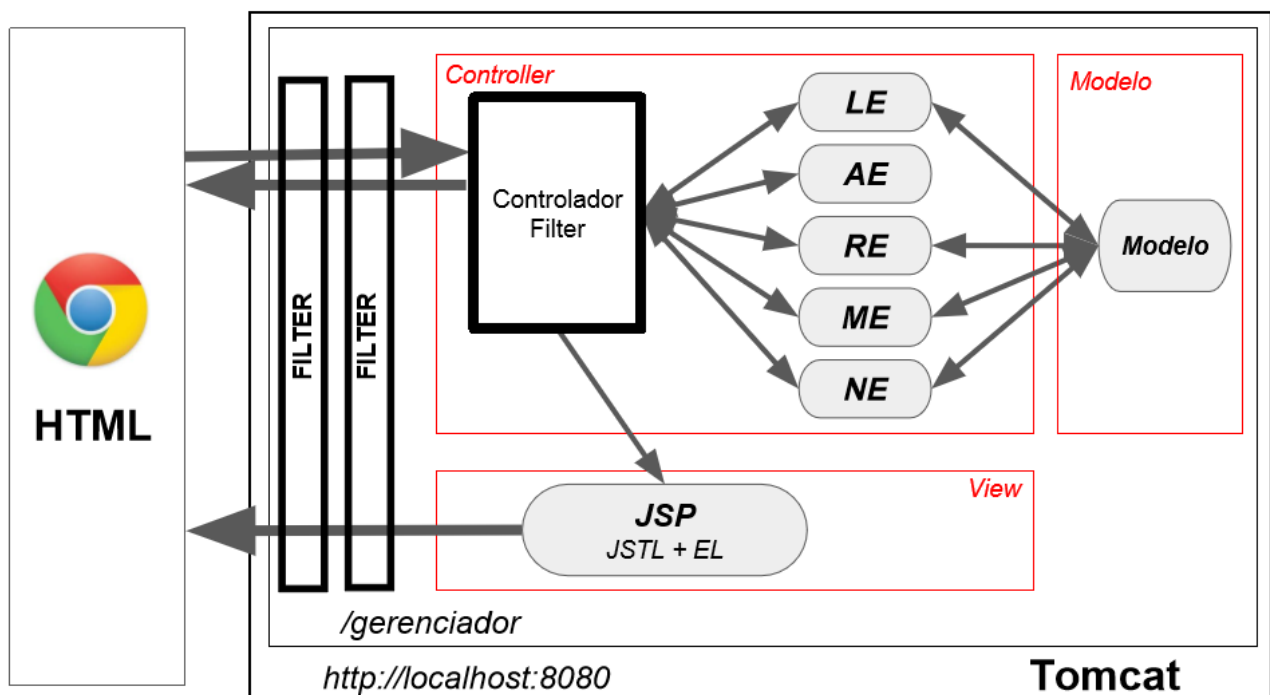 HTML
FILTER
FILTER
Controller
Controlador
Filter
LE
AE
RE
ME
NE
Modelo
Modelo
View
JSP
JSTL + EL
/gerenciador
http://localhost:8080
Tomcat